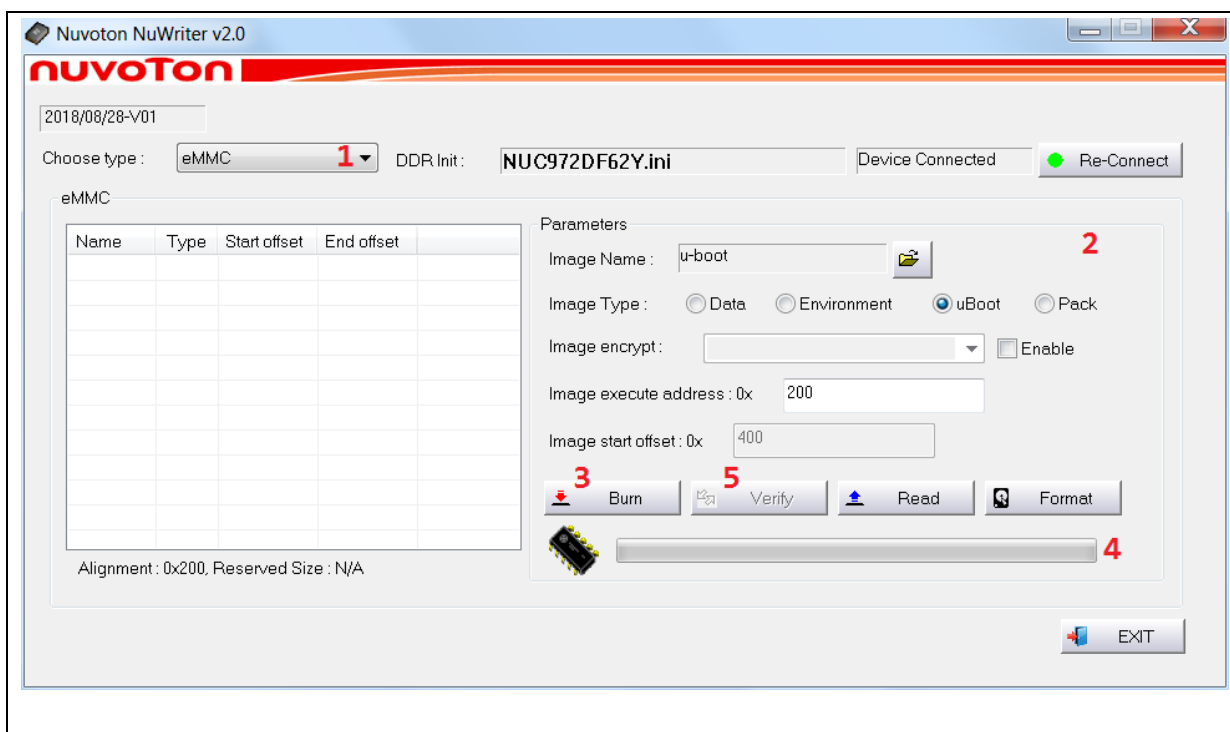 Nuvoton NuWriter v2.0
nuvoTon
2018/08/28-V01
Choose type : eMMC 1 DDR Init : NUC972DF62Y.ini Device Connected Re-Connect
eMMC
Name Type Start offset End offset
Parameters
2
Image Name : u-boot
Image Type : Data Environment uBoot Pack
Image encrypt : Enable
Image execute address : 0x 200
Image start offset : 0x 400
3 5
Burn Verify Read Format
4
Alignment : 0x200, Reserved Size : N/A
EXIT